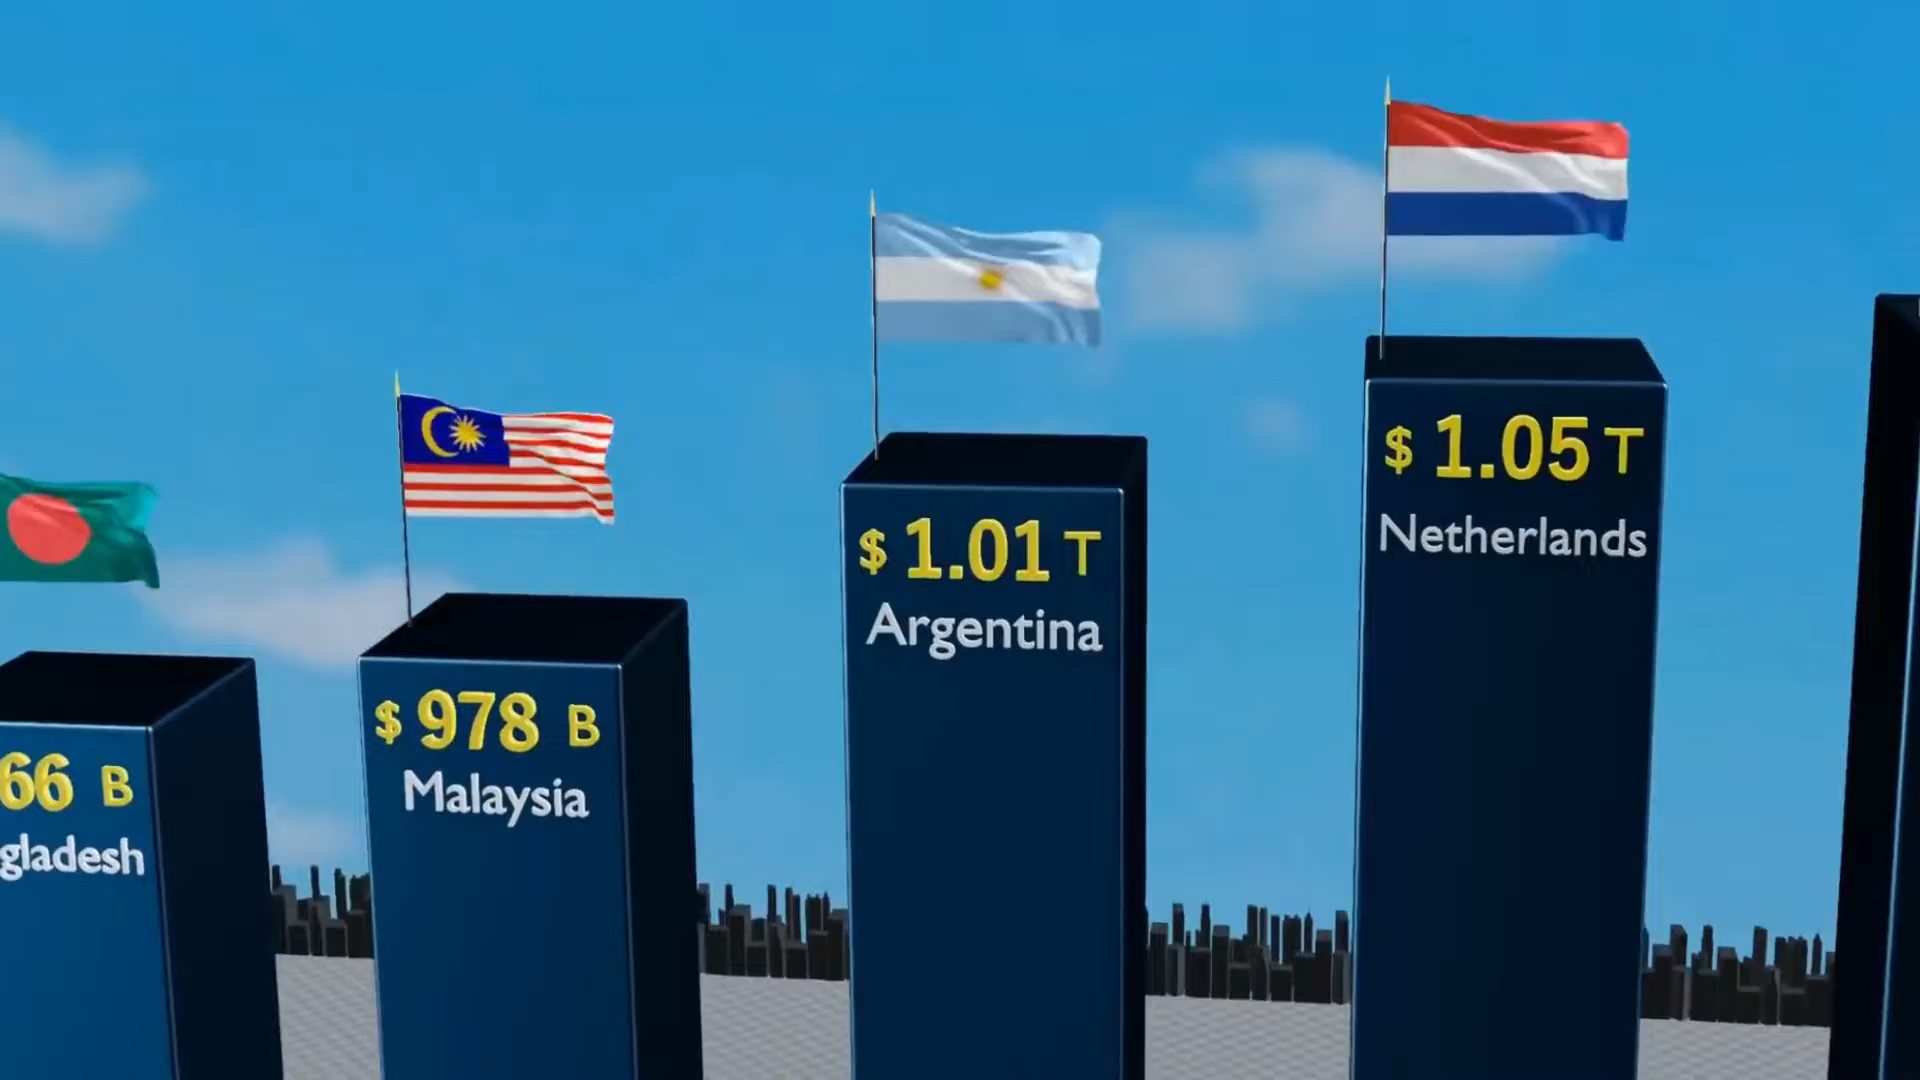 66 B
gladesh
$ 978 B
Malaysia
$ 1.01 T
Argentina
$ 1.05 T
Netherlands